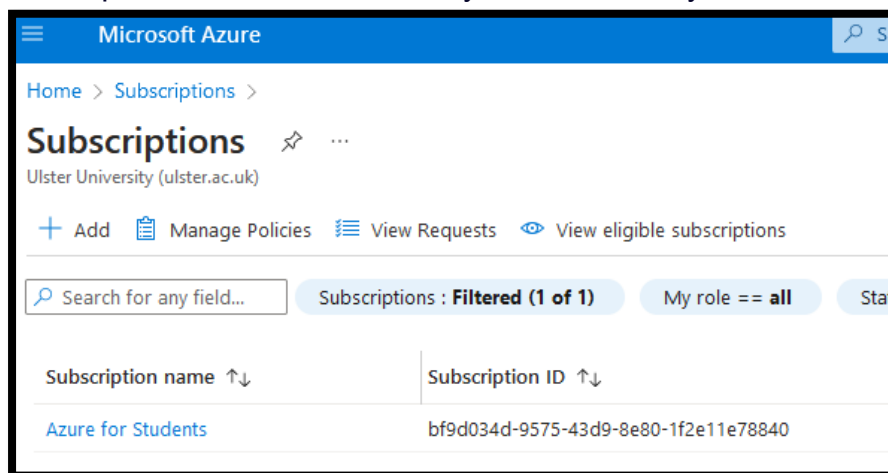 Microsoft Azure
Home > Subscriptions >
Subscriptions ...
Ulster University (ulster.ac.uk)
+ Add Manage Policies View Requests View eligible subscriptions
Search for any field... Subscriptions : Filtered (1 of 1) My role == all
Subscription name ↑↓ Subscription ID ↑↓
Azure for Students bf9d034d-9575-43d9-8e80-1f2e11e78840